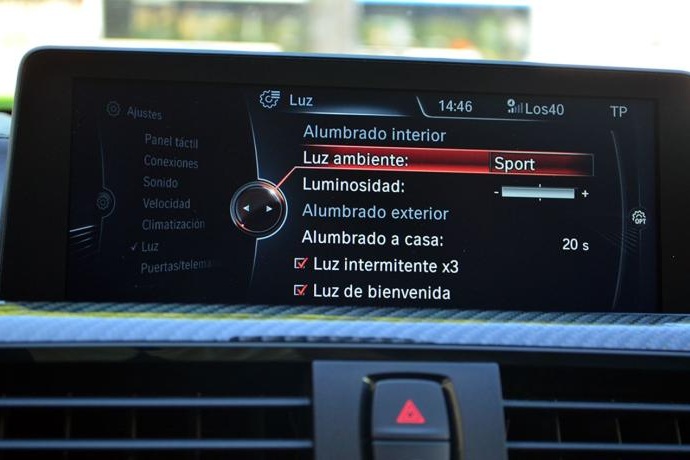 Luz 14:46 Los40 TP
Ajustes
Panel táctil
Conexiones
Sonido
Velocidad
Climatización
✓ Luz
Puertas/telema
Alumbrado interior
Luz ambiente: Sport
Luminosidad: - +
Alumbrado exterior
Alumbrado a casa: 20 s
Luz intermitente x3
Luz de bienvenida
OPT